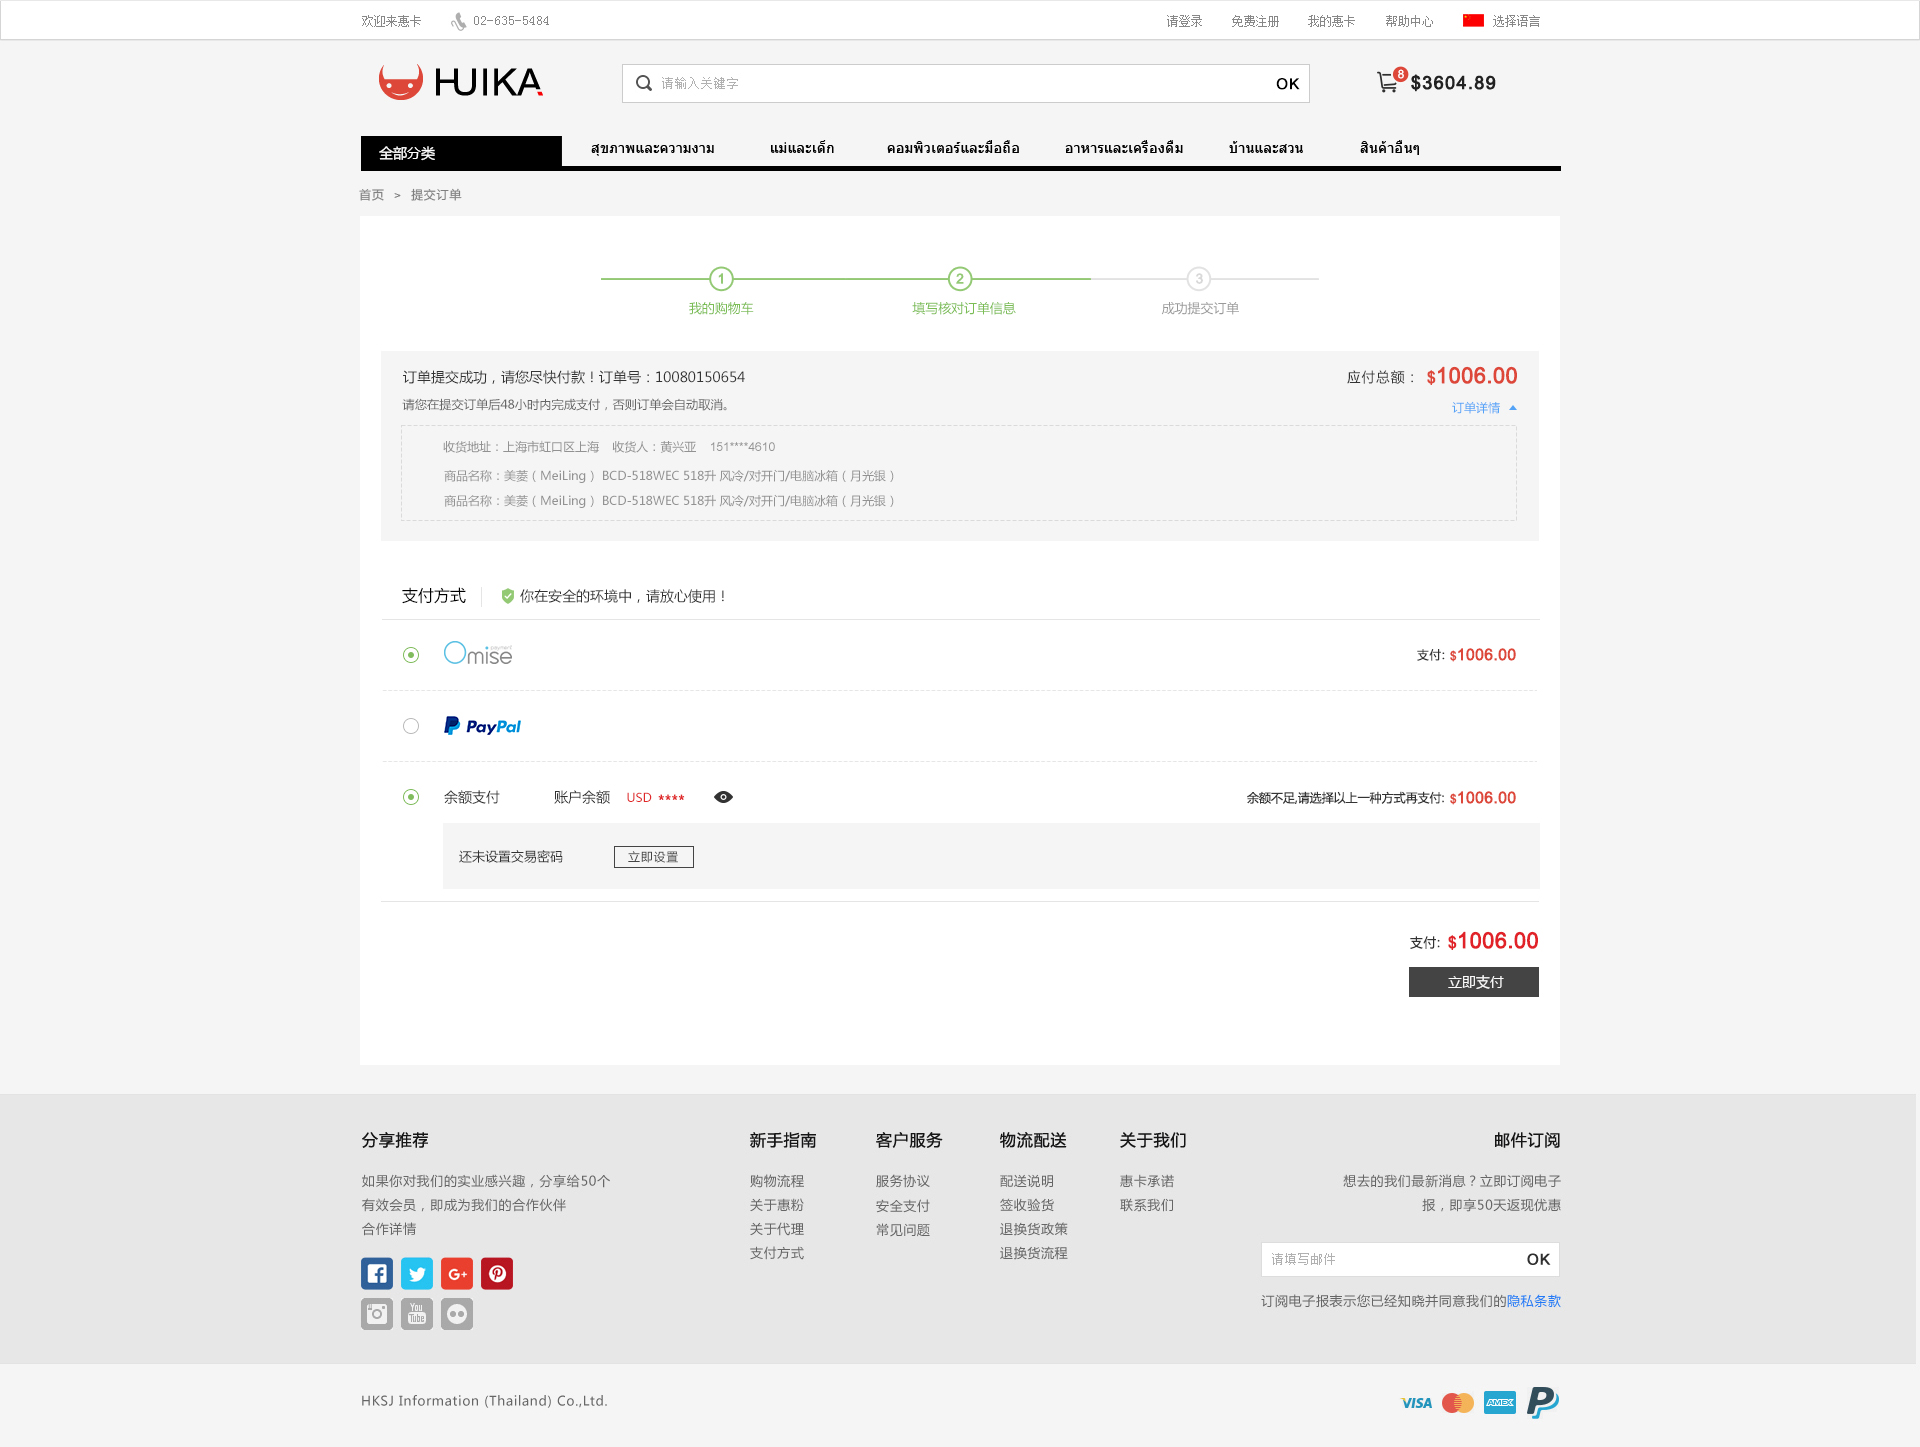 欢迎来惠卡 02-635-5484 请登录 免费注册 我的惠卡 帮助中心 选择语言
HUIKA 请输入关键字 OK 8 $3604.89
全部分类 สุขภาพและความงาม แม่และเด็ก คอมพิวเตอร์และมือถือ อาหารและเครื่องดื่ม บ้านและสวน สินค้าอื่นๆ
首页 > 提交订单
1 2 3
我的购物车 填写核对订单信息 成功提交订单
订单提交成功，请您尽快付款！订单号：10080150654 应付总额： $1006.00
请您在提交订单后48小时内完成支付，否则订单会自动取消。 订单详情
收货地址：上海市虹口区上海 收货人：黄兴亚 151****4610
商品名称：美菱（MeiLing） BCD-518WEC 518升 风冷/对开门/电脑冰箱（月光银）
商品名称：美菱（MeiLing） BCD-518WEC 518升 风冷/对开门/电脑冰箱（月光银）
支付方式 你在安全的环境中，请放心使用！
Omise payment 支付: $1006.00
PayPal
余额支付 账户余额 USD **** 余额不足,请选择以上一种方式再支付: $1006.00
还未设置交易密码 立即设置
支付: $1006.00
立即支付
分享推荐 新手指南 客户服务 物流配送 关于我们 邮件订阅
如果你对我们的实业感兴趣，分享给50个 购物流程 服务协议 配送说明 惠卡承诺 想去的我们最新消息？立即订阅电子
有效会员，即成为我们的合作伙伴 关于惠粉 安全支付 签收验货 联系我们 报，即享50天返现优惠
合作详情 关于代理 常见问题 退换货政策
支付方式 退换货流程
请填写邮件 OK
G+
You Tube
订阅电子报表示您已经知晓并同意我们的隐私条款
HKSJ Information (Thailand) Co.,Ltd. VISA AMEX